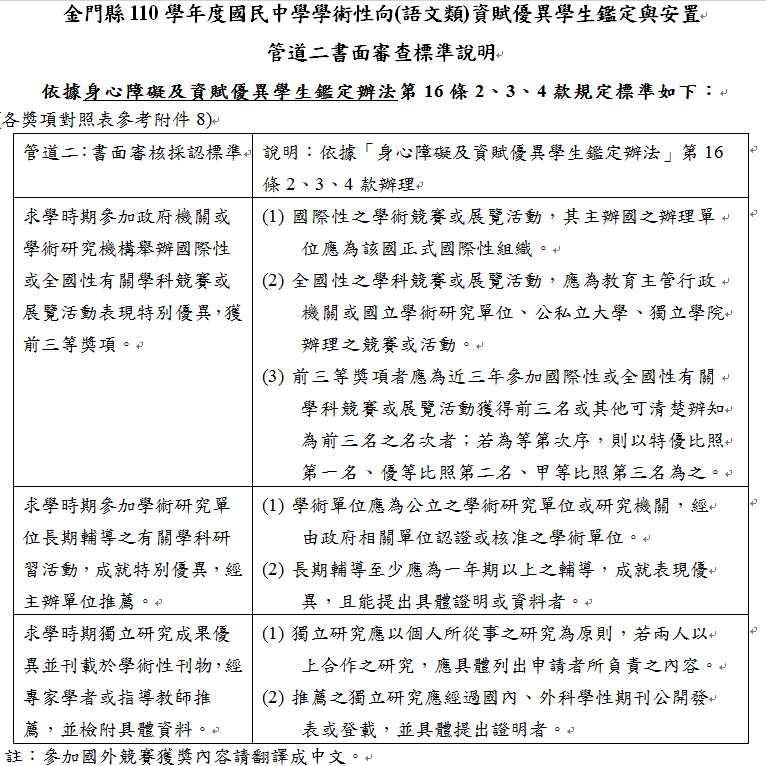 金門縣 110 學年度國民中學學術性向(語文類)資賦優異學生鑑定與安置
管道二書面審查標準說明
依據身心障礙及資賦優異學生鑑定辦法第 16 條 2、3、4 款規定標準如下：
(各獎項對照表參考附件 8)
管道二：書面審核採認標準
說明：依據「身心障礙及資賦優異學生鑑定辦法」第 16
條 2、3、4 款辦理
求學時期參加政府機關或
學術研究機構舉辦國際性
或全國性有關學科競賽或
展覽活動表現特別優異，獲
前三等獎項。
(1) 國際性之學術競賽或展覽活動，其主辦國之辦理單
位應為該國正式國際性組織。
(2) 全國性之學科競賽或展覽活動，應為教育主管行政
機關或國立學術研究單位、公私立大學、獨立學院
辦理之競賽或活動。
(3) 前三等獎項者應為近三年參加國際性或全國性有關
學科競賽或展覽活動獲得前三名或其他可清楚辨知
為前三名之名次者；若為等第次序，則以特優比照
第一名、優等比照第二名、甲等比照第三名為之。
求學時期參加學術研究單
位長期輔導之有關學科研
習活動，成就特別優異，經
主辦單位推薦。
(1) 學術單位應為公立之學術研究單位或研究機關，經
由政府相關單位認證或核准之學術單位。
(2) 長期輔導至少應為一年期以上之輔導，成就表現優
異，且能提出具體證明或資料者。
求學時期獨立研究成果優
異並刊載於學術性刊物，經
專家學者或指導教師推
薦，並檢附具體資料。
(1) 獨立研究應以個人所從事之研究為原則，若兩人以
上合作之研究，應具體列出申請者所負責之內容。
(2) 推薦之獨立研究應經過國內、外科學性期刊公開發
表或登載，並具體提出證明者。
註：參加國外競賽獲獎內容請翻譯成中文。